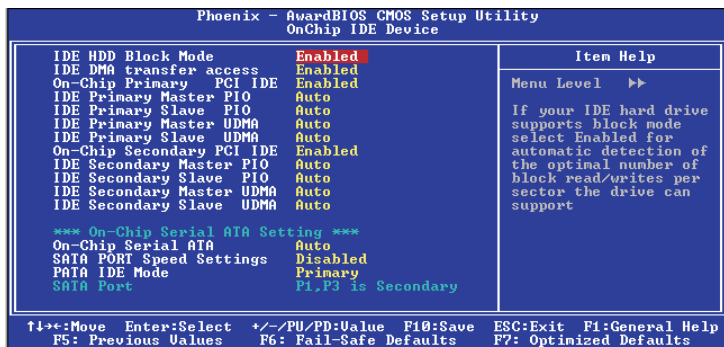 Phoenix - AwardBIOS CMOS Setup Utility
OnChip IDE Device
IDE HDD Block Mode Enabled
IDE DMA transfer access Enabled
On-Chip Primary PCI IDE Enabled
IDE Primary Master PIO Auto
IDE Primary Slave PIO Auto
IDE Primary Master UDMA Auto
IDE Primary Slave UDMA Auto
On-Chip Secondary PCI IDE Enabled
IDE Secondary Master PIO Auto
IDE Secondary Slave PIO Auto
IDE Secondary Master UDMA Auto
IDE Secondary Slave UDMA Auto
*** On-Chip Serial ATA Setting ***
On-Chip Serial ATA Auto
SATA PORT Speed Settings Disabled
PATA IDE Mode Primary
SATA Port P1,P3 is Secondary
Item Help
Menu Level ►►
If your IDE hard drive
supports block mode
select Enabled for
automatic detection of
the optimal number of
block read/writes per
sector the drive can
support
↑↓→←:Move Enter:Select +/-/PU/PD:Value F10:Save ESC:Exit F1:General Help
F5: Previous Values F6: Fail-Safe Defaults F7: Optimized Defaults